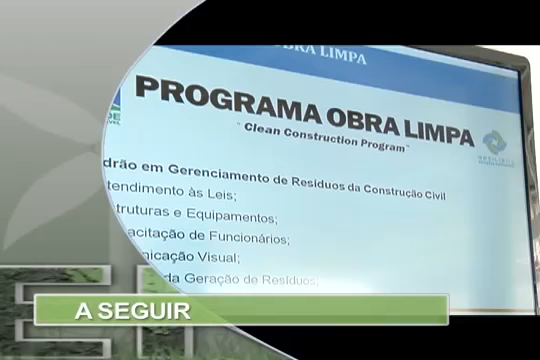 OBRA LIMPA
PROGRAMA OBRA LIMPA
" Clean Construction Program"
drão em Gerenciamento de Resíduos da Construção Civil
tendimento às Leis;
truturas e Equipamentos;
acitação de Funcionários;
nicação Visual;
da Geração de Resíduos;
A SEGUIR